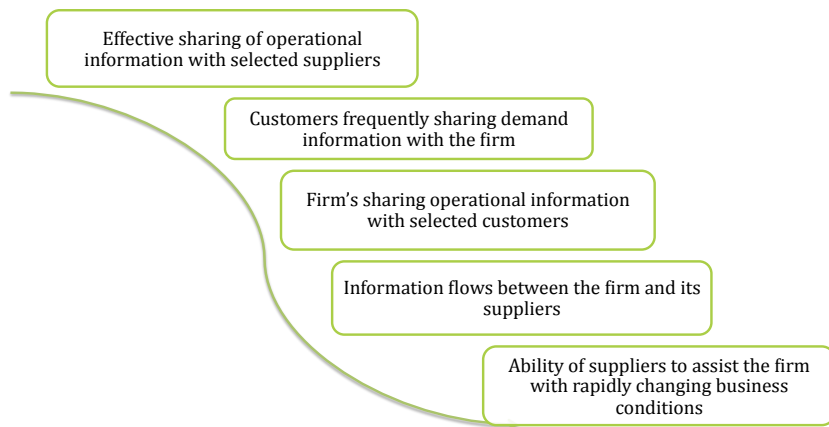 Effective sharing of operational
information with selected suppliers
Customers frequently sharing demand
information with the firm
Firm’s sharing operational information
with selected customers
Information flows between the firm and its
suppliers
Ability of suppliers to assist the firm
with rapidly changing business
conditions